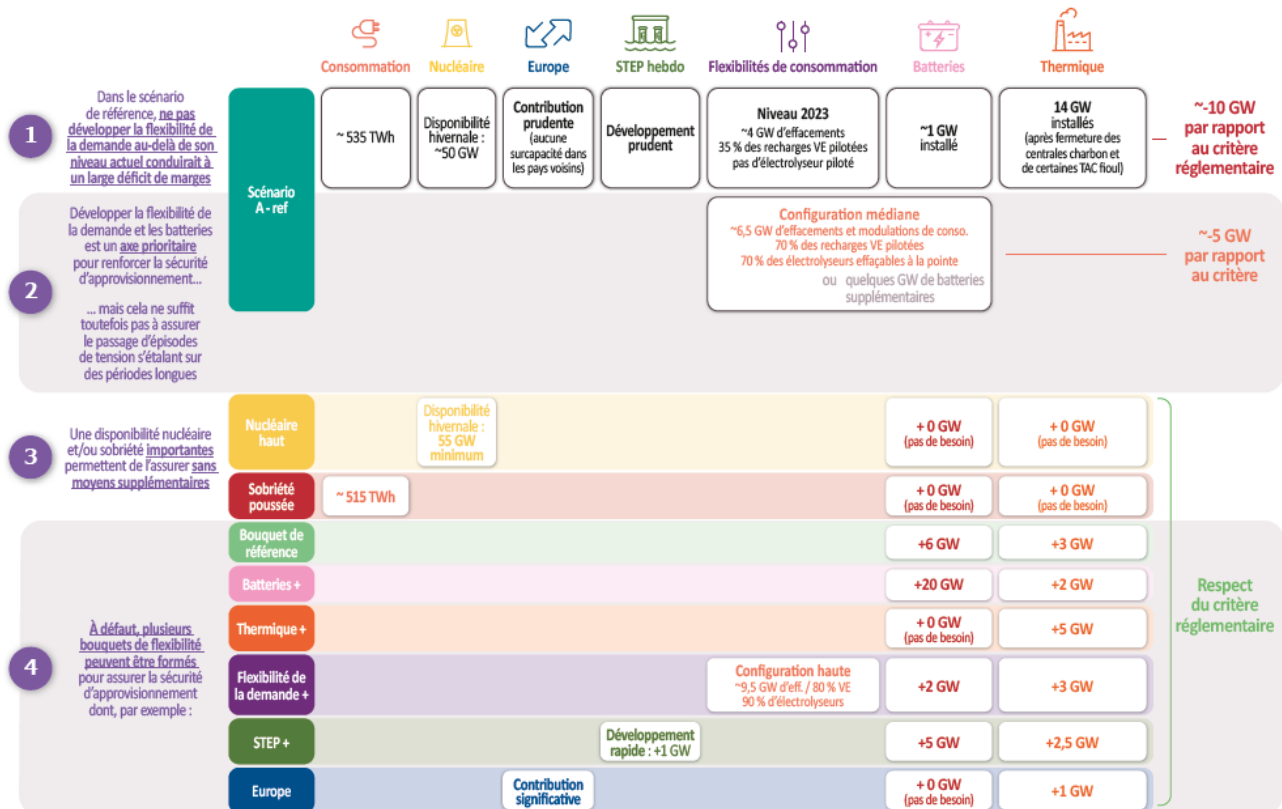 Consommation
Nucléaire
Europe
STEP hebdo
Flexibilités de consommation
Batteries
Thermique
1
Dans le scénario
de référence, ne pas
développer la flexibilité de
la demande au-delà de son
niveau actuel conduirait à
un large déficit de marges
Scénario
A - ref
~ 535 TWh
Disponibilité
hivernale :
~50 GW
Contribution
prudente
(aucune
surcapacité dans
les pays voisins)
Développement
prudent
Niveau 2023
~4 GW d'effacements
35 % des recharges VE pilotées
pas d'électrolyseur piloté
~1 GW
installé
14 GW
installés
(après fermeture des
centrales charbon et
de certaines TAC fioul)
~-10 GW
par rapport
au critère
réglementaire
2
Développer la flexibilité de
la demande et les batteries
est un axe prioritaire
pour renforcer la sécurité
d'approvisionnement...
... mais cela ne suffit
toutefois pas à assurer
le passage d'épisodes
de tension s'étalant sur
des périodes longues
Configuration médiane
~6,5 GW d'effacements et modulations de conso.
70 % des recharges VE pilotées
70 % des électrolyseurs effaçables à la pointe
ou quelques GW de batteries
supplémentaires
~-5 GW
par rapport
au critère
3
Une disponibilité nucléaire
et/ou sobriété importantes
permettent de l'assurer sans
moyens supplémentaires
Nucléaire
haut
Disponibilité
hivernale :
55 GW
minimum
+ 0 GW
(pas de besoin)
+ 0 GW
(pas de besoin)
Sobriété
poussée
~ 515 TWh
+ 0 GW
(pas de besoin)
+ 0 GW
(pas de besoin)
4
À défaut, plusieurs
bouquets de flexibilité
peuvent être formés
pour assurer la sécurité
d'approvisionnement
dont, par exemple :
Bouquet de
référence
+6 GW
+3 GW
Batteries +
+20 GW
+2 GW
Thermique +
+ 0 GW
(pas de besoin)
+5 GW
Flexibilité de
la demande +
Configuration haute
~9,5 GW d'eff. / 80 % VE
90 % d'électrolyseurs
+2 GW
+3 GW
STEP +
Développement
rapide : +1 GW
+5 GW
+2,5 GW
Europe
Contribution
significative
+ 0 GW
(pas de besoin)
+1 GW
Respect
du critère
réglementaire